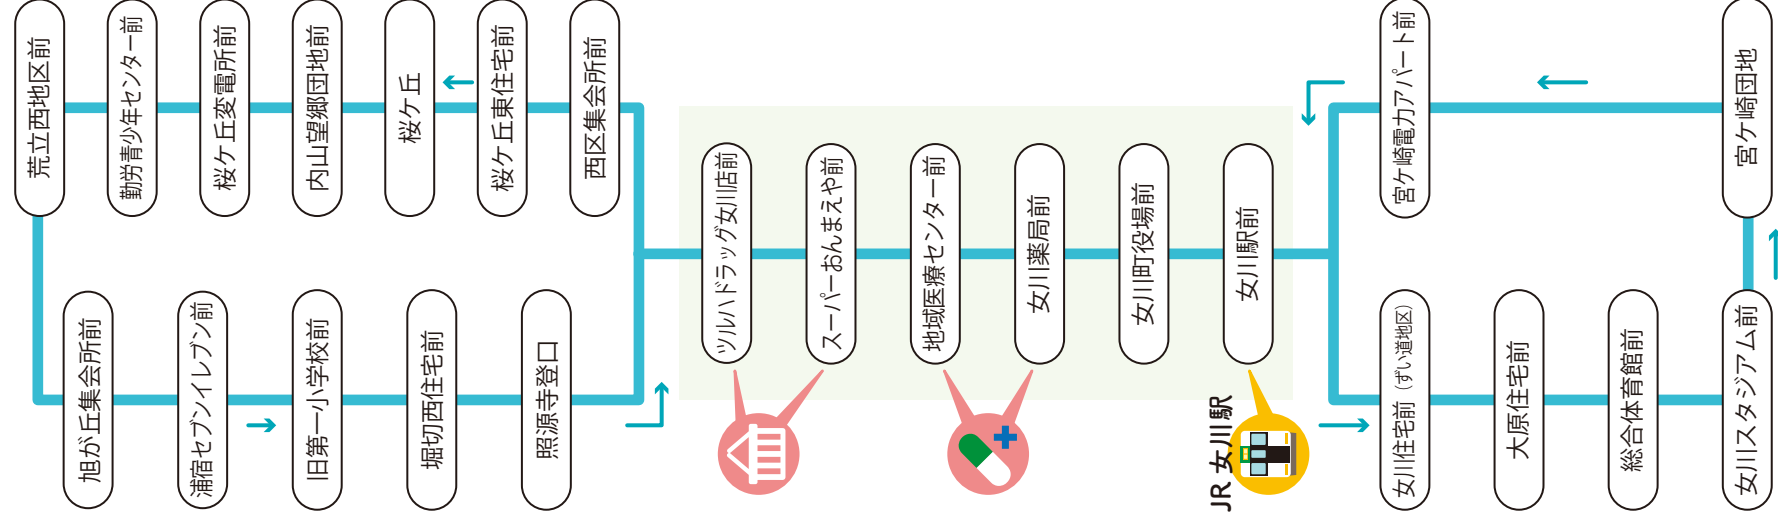 荒立西地区前
勤労青少年センター前
桜ケ丘変電所前
内山望郷団地前
桜ケ丘
桜ケ丘東住宅前
西区集会所前
旭が丘集会所前
浦宿セブンイレブン前
旧第一小学校前
堀切西住宅前
照源寺登口
ツルハドラッグ女川店前
スーパーおんまえや前
地域医療センター前
女川薬局前
女川町役場前
女川駅前
JR 女川駅
宮ケ崎電力アパート前
宮ケ崎団地
女川住宅前（ずい道地区）
大原住宅前
総合体育館前
女川スタジアム前